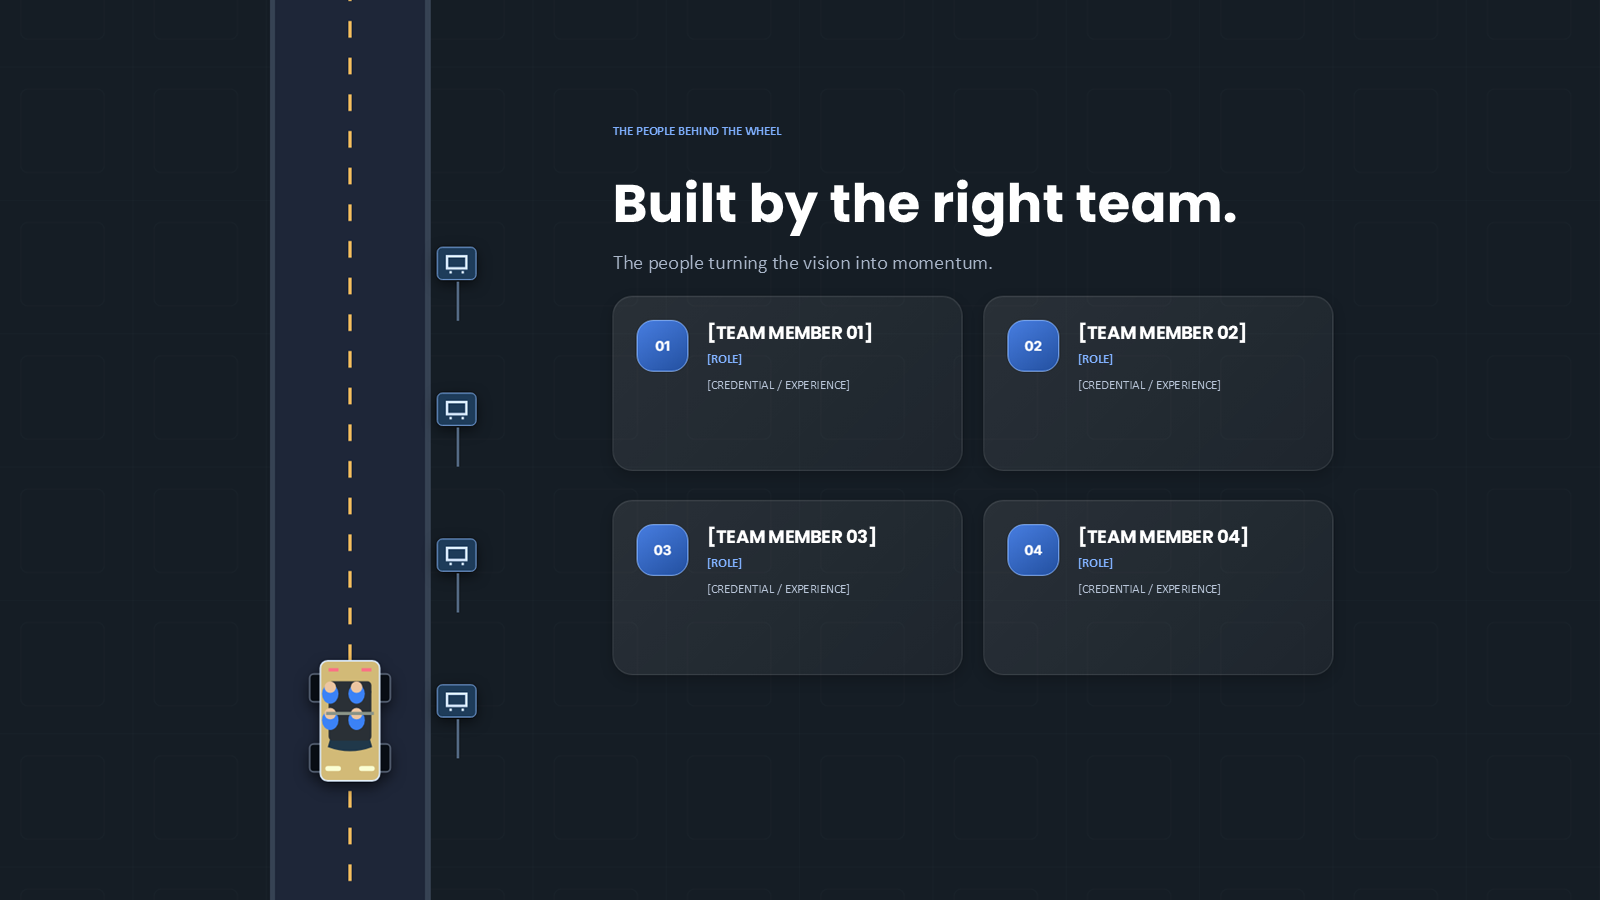 THE PEOPLE BEHIND THE WHEEL
Built by the right team.
The people turning the vision into momentum.
01
[TEAM MEMBER 01]
[ROLE]
[CREDENTIAL / EXPERIENCE]
02
[TEAM MEMBER 02]
[ROLE]
[CREDENTIAL / EXPERIENCE]
03
[TEAM MEMBER 03]
[ROLE]
[CREDENTIAL / EXPERIENCE]
04
[TEAM MEMBER 04]
[ROLE]
[CREDENTIAL / EXPERIENCE]